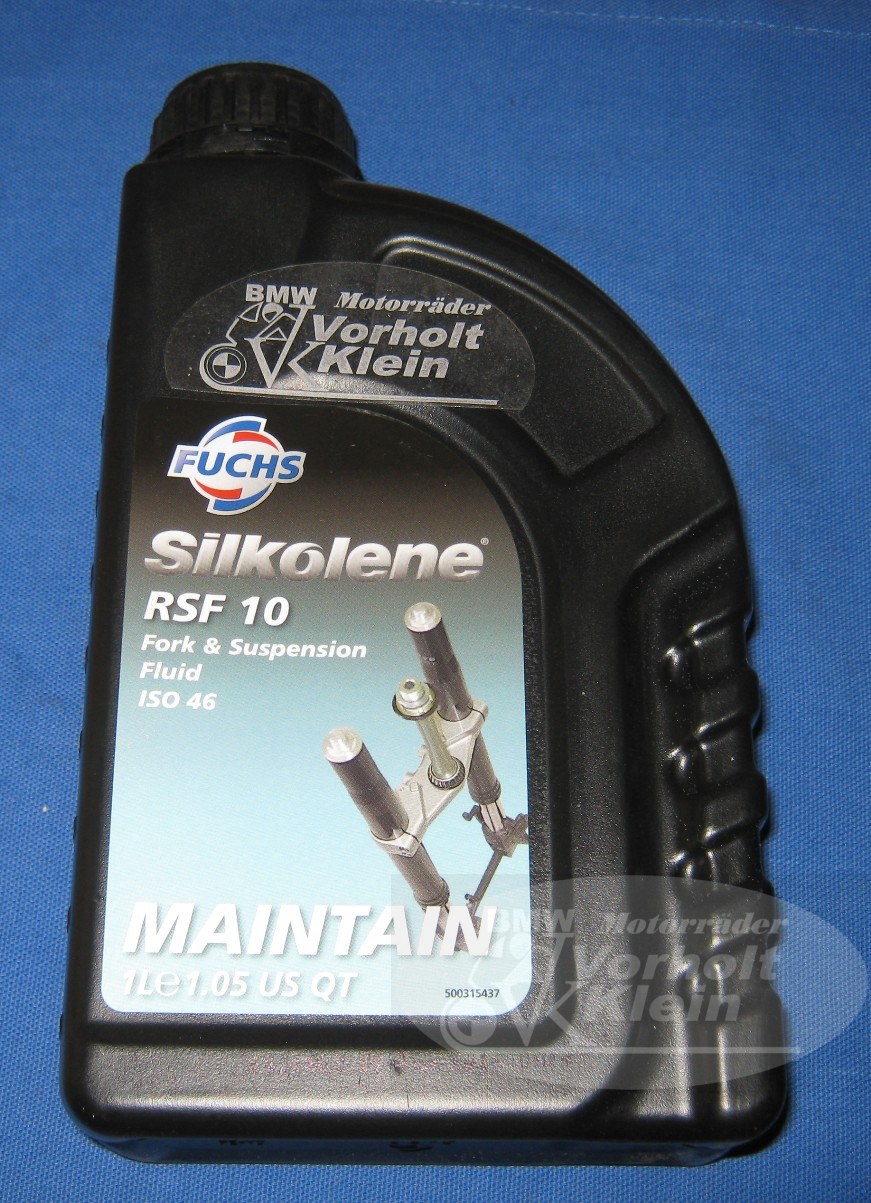 BMW Motorräder
Vorholt
Klein
FUCHS
Silkolene®
RSF 10
Fork & Suspension
Fluid
ISO 46
MAINTAIN
1L℮1.05 US QT
500315437
BMW Motorräder
Vorholt
Klein